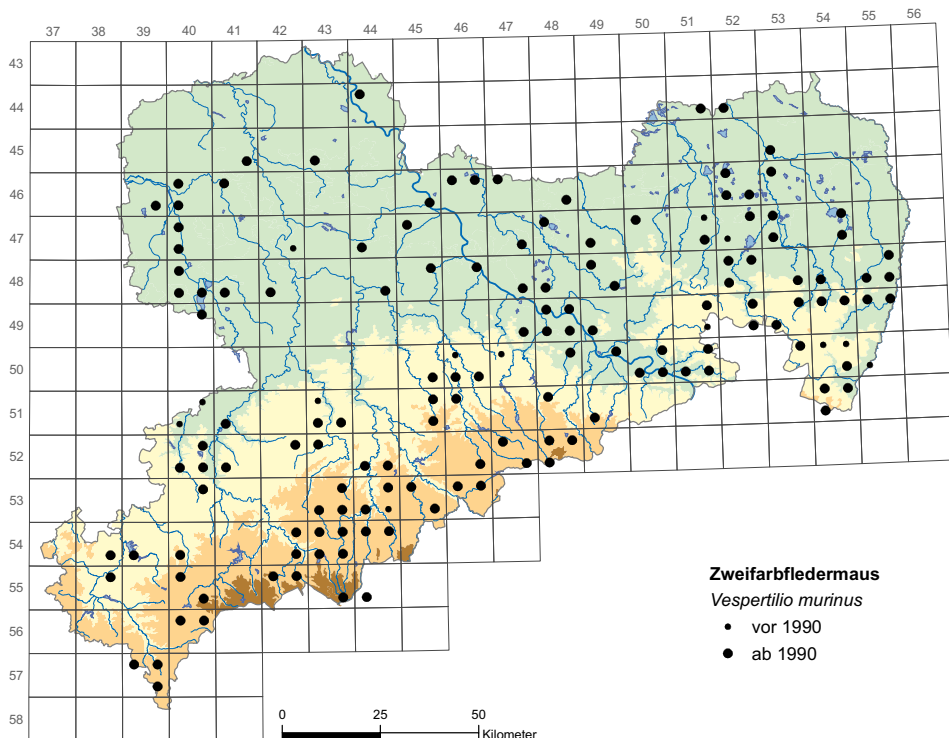 37 38 39 40 41 42 43 44 45 46 47 48 49 50 51 52 53 54 55 56
43
44
45
46
47
48
49
50
51
52
53
54
55
56
57
58
Zweifarbfledermaus
Vespertilio murinus
vor 1990
ab 1990
0 25 50
Kilometer